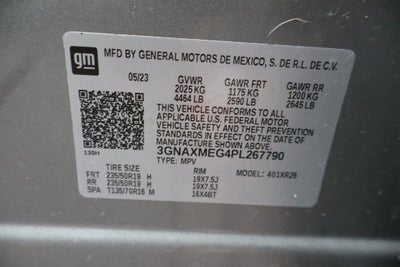 gm
MFD BY GENERAL MOTORS DE MEXICO, S. DE R.L. DE C.V.
05/23 GVWR GAWR FRT GAWR RR
2025 KG 1175 KG 1200 KG
4464 LB 2590 LB 2645 LB
THIS VEHICLE CONFORMS TO ALL
APPLICABLE U.S. FEDERAL MOTOR
VEHICLE SAFETY STANDARDS IN
EFFECT ON THE DATE OF
MANUFACTURE SHOWN ABOVE.
3GNAXMEG4PL267790
TYPE: MPV
TIRE SIZE RIM MODEL: 401XR26
FRT 235/50R19 H 19X7.5J
RR 235/50R19 H 19X7.5J
SPA T135/70R16 M 16X4BT